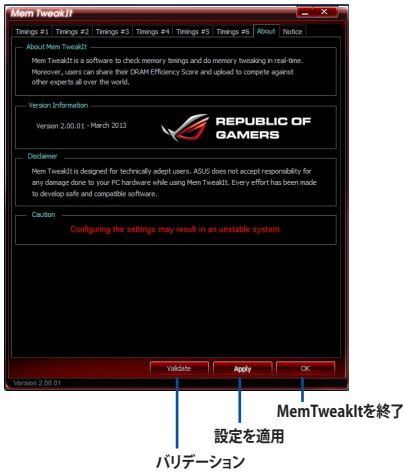 Mem TweakIt
Timings #1 Timings #2 Timings #3 Timings #4 Timings #5 Timings #6 About Notice
About Mem TweakIt
Mem TweakIt is a software to check memory timings and do memory tweaking in real-time.
Moreover, users can share their DRAM Efficiency Score and upload to compete against
other experts all over the world.
Version Information
Version 2.00.01 - March 2013
REPUBLIC OF
GAMERS
Disclaimer
Mem TweakIt is designed for technically adept users. ASUS does not accept responsibility for
any damage done to your PC hardware while using Mem TweakIt. Every effort has been made
to develop safe and compatible software.
Caution
Configuring the settings may result in an unstable system.
Validate Apply OK
Version 2.00.01
MemTweakItを終了
設定を適用
バリデーション